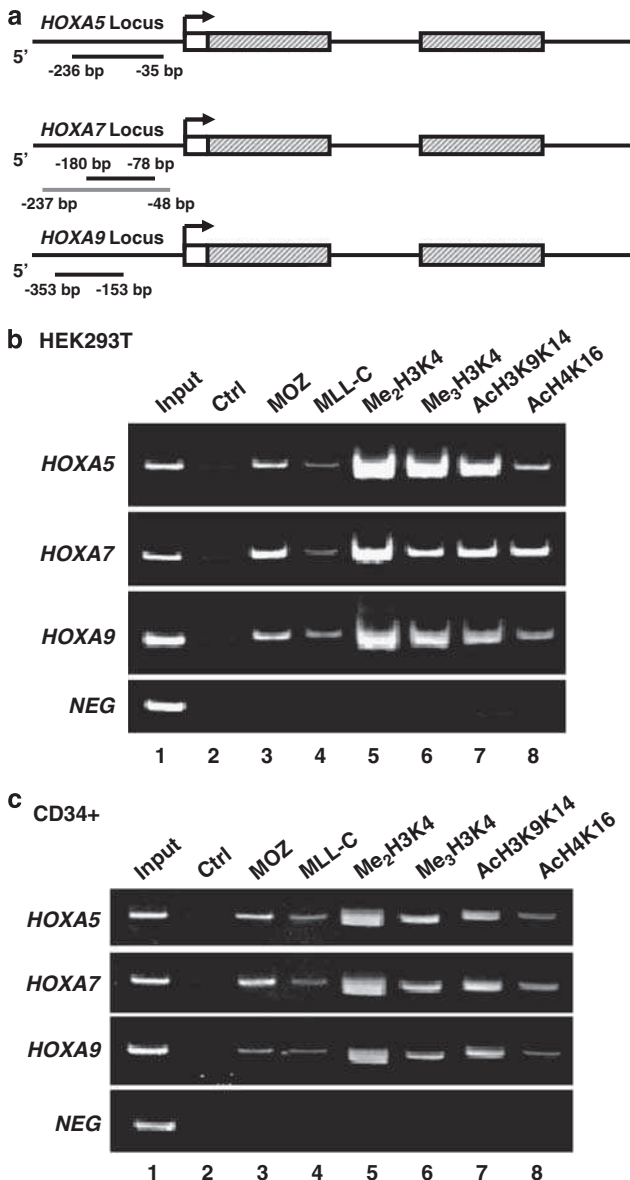 a
HOXA5 Locus
5’
-236 bp -35 bp
HOXA7 Locus
5’
-180 bp -78 bp
-237 bp -48 bp
HOXA9 Locus
5’
-353 bp -153 bp
b HEK293T
Input Ctrl MOZ MLL-C Me₂H3K4 Me₃H3K4 AcH3K9K14 AcH4K16
HOXA5
HOXA7
HOXA9
NEG
1 2 3 4 5 6 7 8
c CD34+
Input Ctrl MOZ MLL-C Me₂H3K4 Me₃H3K4 AcH3K9K14 AcH4K16
HOXA5
HOXA7
HOXA9
NEG
1 2 3 4 5 6 7 8